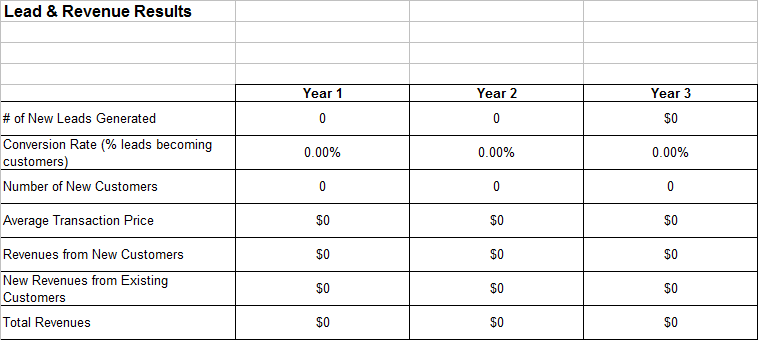 Lead & Revenue Results
Year 1 Year 2 Year 3
# of New Leads Generated 0 0 $0
Conversion Rate (% leads becoming
customers) 0.00% 0.00% 0.00%
Number of New Customers 0 0 0
Average Transaction Price $0 $0 $0
Revenues from New Customers $0 $0 $0
New Revenues from Existing
Customers $0 $0 $0
Total Revenues $0 $0 $0